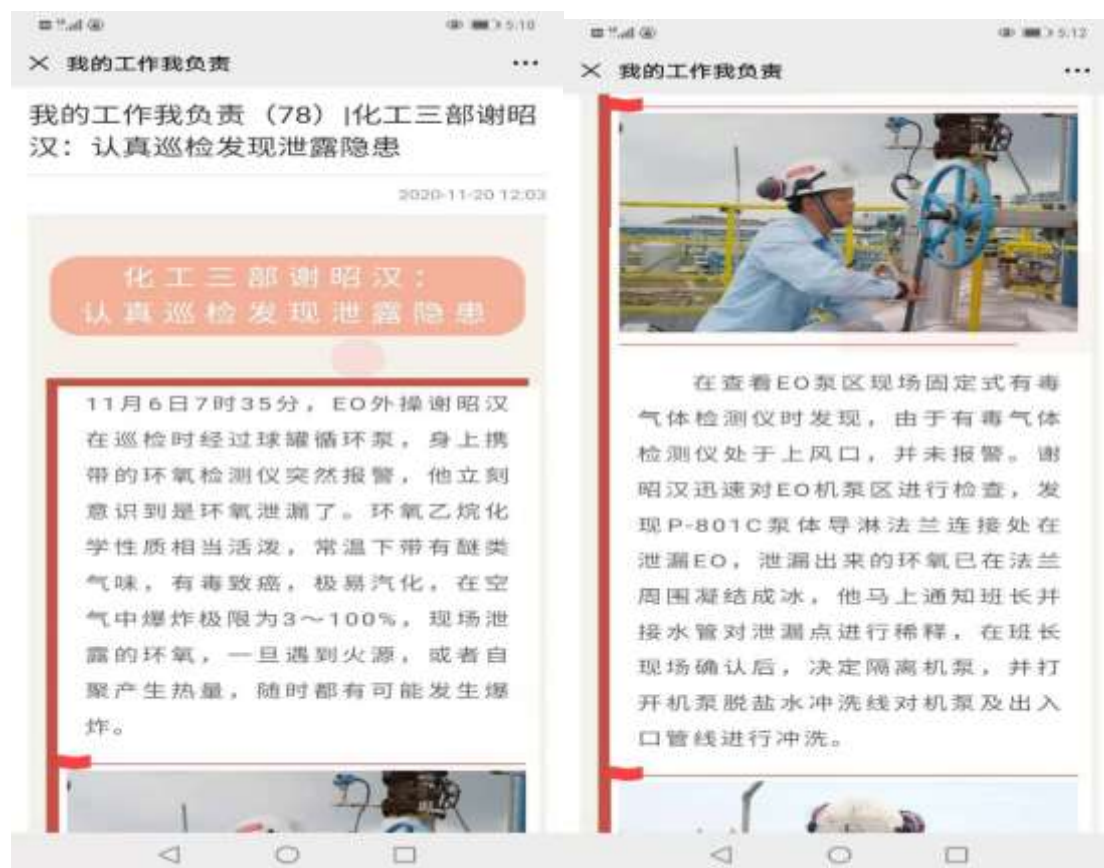 5:10
我的工作我负责
我的工作我负责（78）|化工三部谢昭
汉：认真巡检发现泄露隐患
2020-11-20 12:03
化工三部谢昭汉：
认真巡检发现泄露隐患
11月6日7时35分，EO外操谢昭汉
在巡检时经过球罐循环泵，身上携
带的环氧检测仪突然报警，他立刻
意识到是环氧泄漏了。环氧乙烷化
学性质相当活泼，常温下带有醚类
气味，有毒致癌，极易汽化，在空
气中爆炸极限为3～100%，现场泄
露的环氧，一旦遇到火源，或者自
聚产生热量，随时都有可能发生爆
炸。
5:12
我的工作我负责
在查看EO泵区现场固定式有毒
气体检测仪时发现，由于有毒气体
检测仪处于上风口，并未报警。谢
昭汉迅速对EO机泵区进行检查，发
现P-801C泵体导淋法兰连接处在
泄漏EO，泄漏出来的环氧已在法兰
周围凝结成冰，他马上通知班长并
接水管对泄漏点进行稀释，在班长
现场确认后，决定隔离机泵，并打
开机泵脱盐水冲洗线对机泵及出入
口管线进行冲洗。